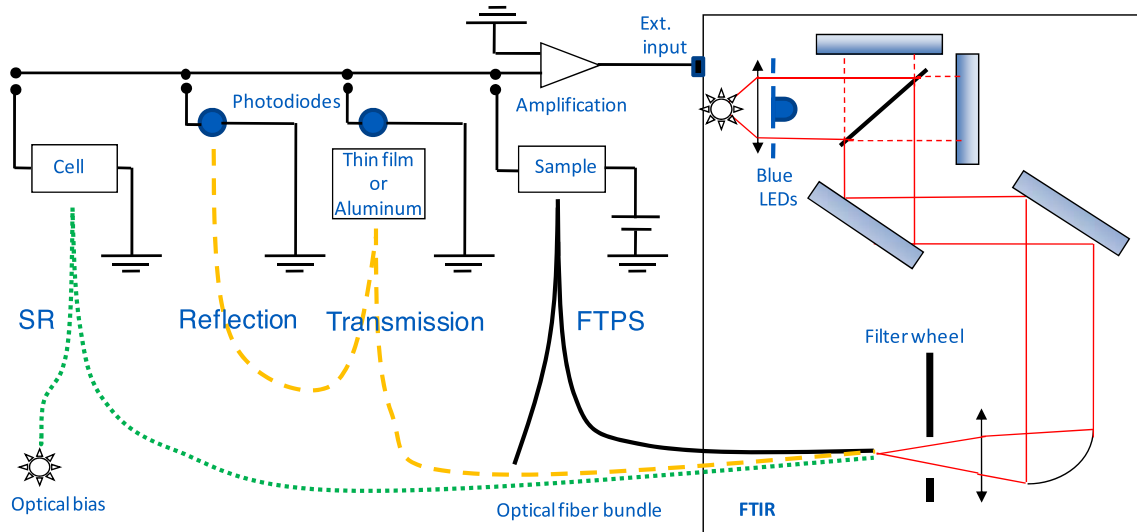 Ext.
input
Photodiodes
Amplification
Cell
Thin film
or
Aluminum
Sample
Blue
LEDs
SR
Reflection
Transmission
FTPS
Filter wheel
Optical bias
Optical fiber bundle
FTIR